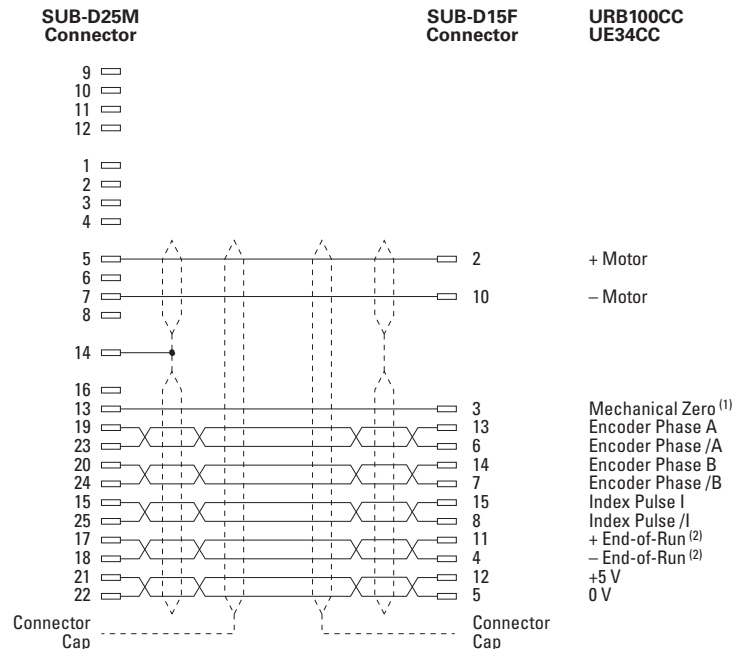 SUB-D25M Connector SUB-D15F Connector URB100CC UE34CC
9
10
11
12
1
2
3
4
5 2 + Motor
6
7 10 – Motor
8
14
16
13 3 Mechanical Zero (1)
19 13 Encoder Phase A
23 6 Encoder Phase /A
20 14 Encoder Phase B
24 7 Encoder Phase /B
15 15 Index Pulse I
25 8 Index Pulse /I
17 11 + End-of-Run (2)
18 4 – End-of-Run (2)
21 12 +5 V
22 5 0 V
Connector Cap Connector Cap